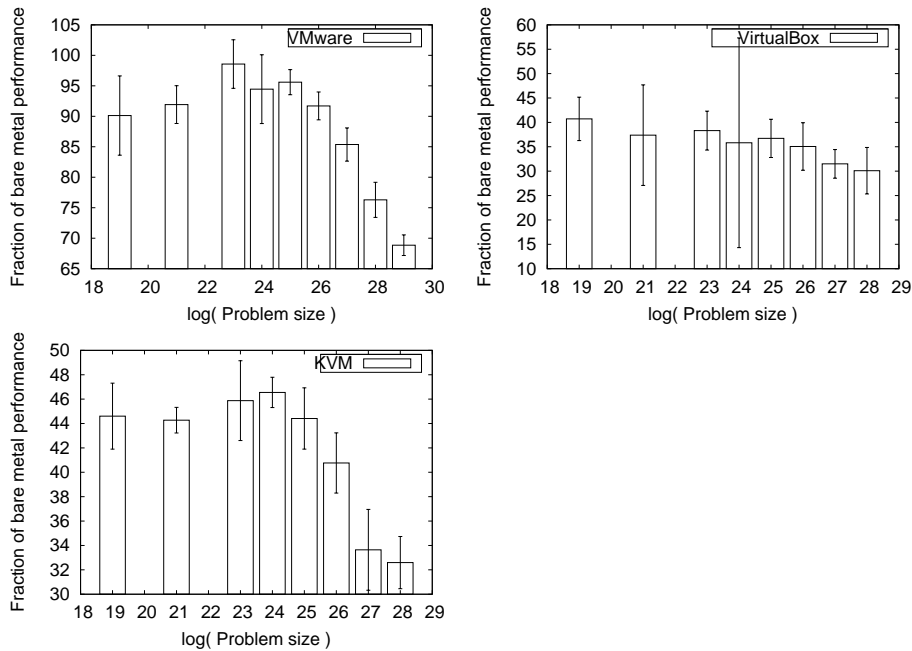 Fraction of bare metal performance
105
100
95
90
85
80
75
70
65
VMware
18 20 22 24 26 28 30
log( Problem size )
Fraction of bare metal performance
60
55
50
45
40
35
30
25
20
15
10
VirtualBox
18 19 20 21 22 23 24 25 26 27 28 29
log( Problem size )
Fraction of bare metal performance
50
48
46
44
42
40
38
36
34
32
30
KVM
18 19 20 21 22 23 24 25 26 27 28 29
log( Problem size )